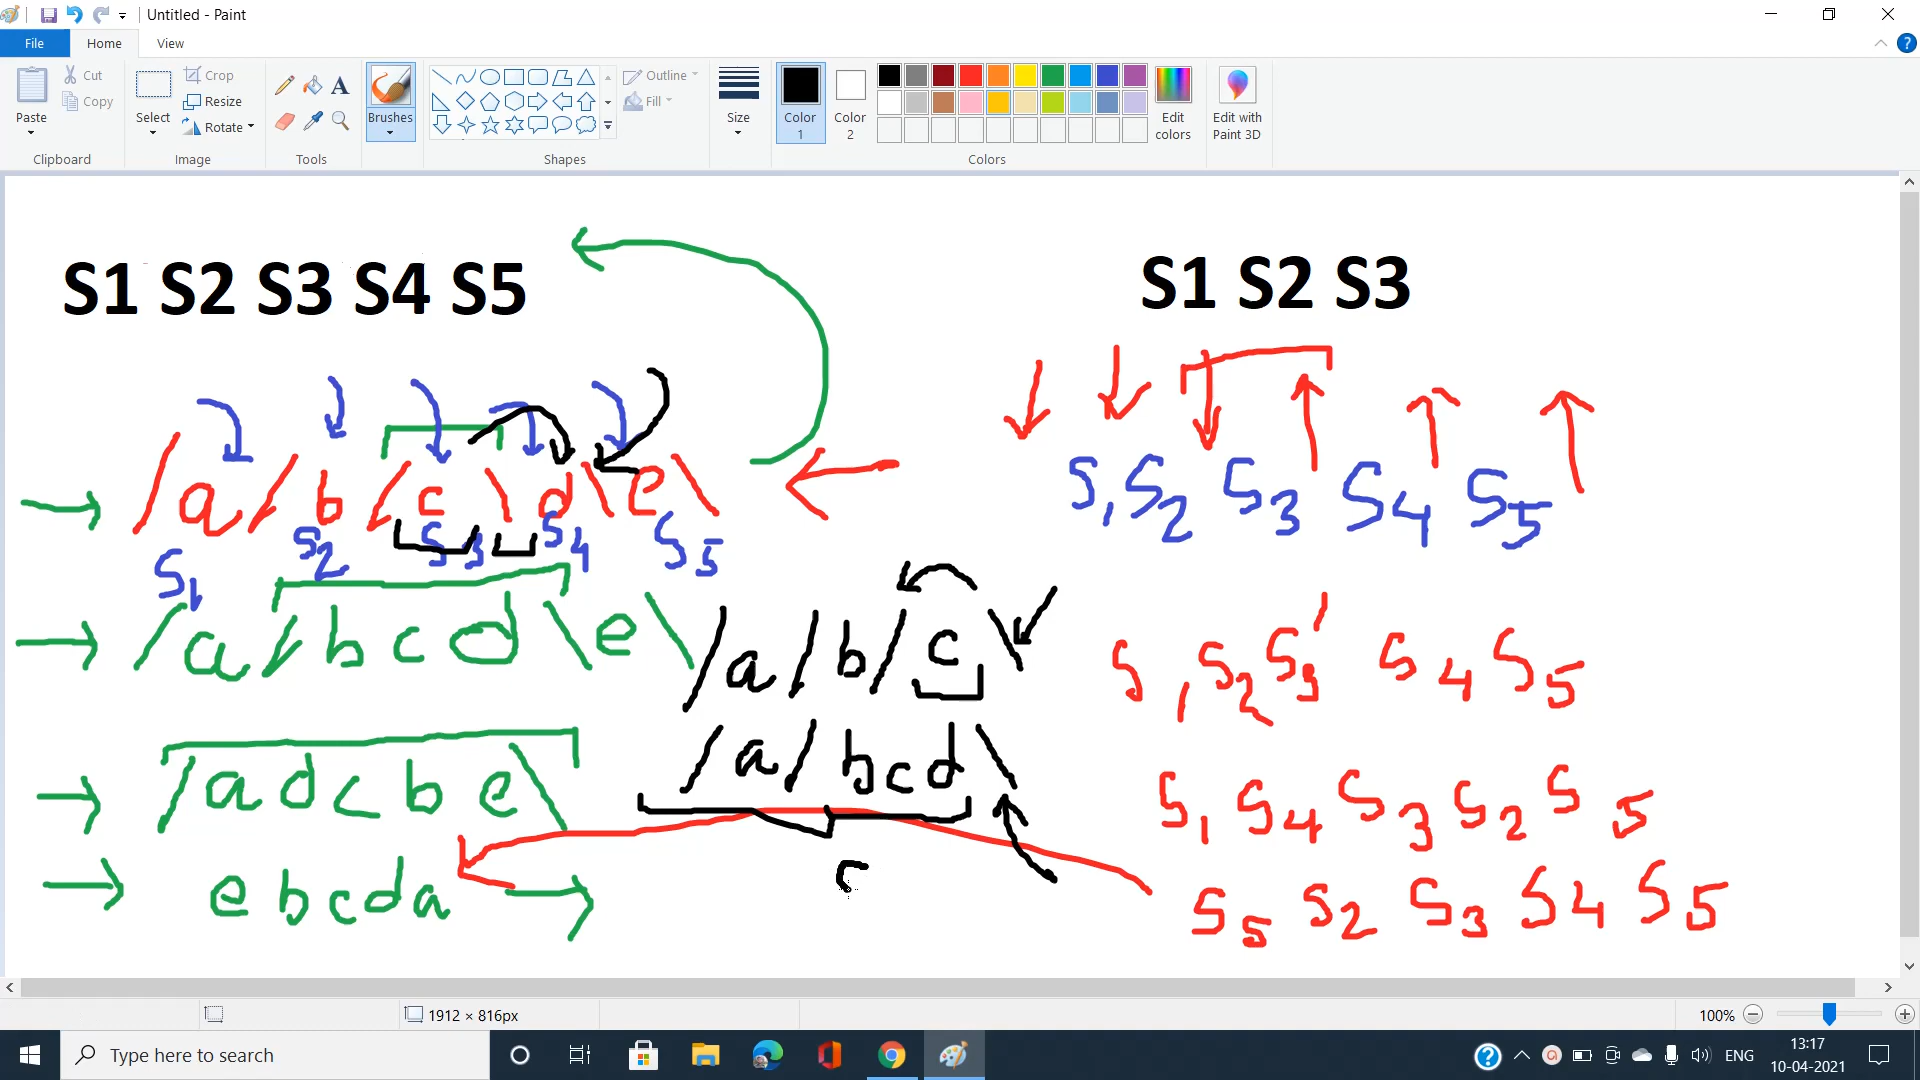 Untitled - Paint
File Home View
Paste Cut Copy Clipboard
Select Crop Resize Rotate Image
Tools
Brushes
Outline Fill Shapes
Size
Color 1 Color 2 Edit colors Edit with Paint 3D Colors
S1 S2 S3 S4 S5
S1 S2 S3
/a/b/c\d\e\
S1 S2 S3 S4 S5
S1 S2 S3 S4 S5
/a/bcd\e\
/a/b/c\
S1 S2 S3 S4 S5
/adcbe\
/a/bcd\
S1 S4 S3 S2 S5
ebcda
S5 S2 S3 S4 S5
1912 × 816px
100%
Type here to search
ENG
13:17
10-04-2021